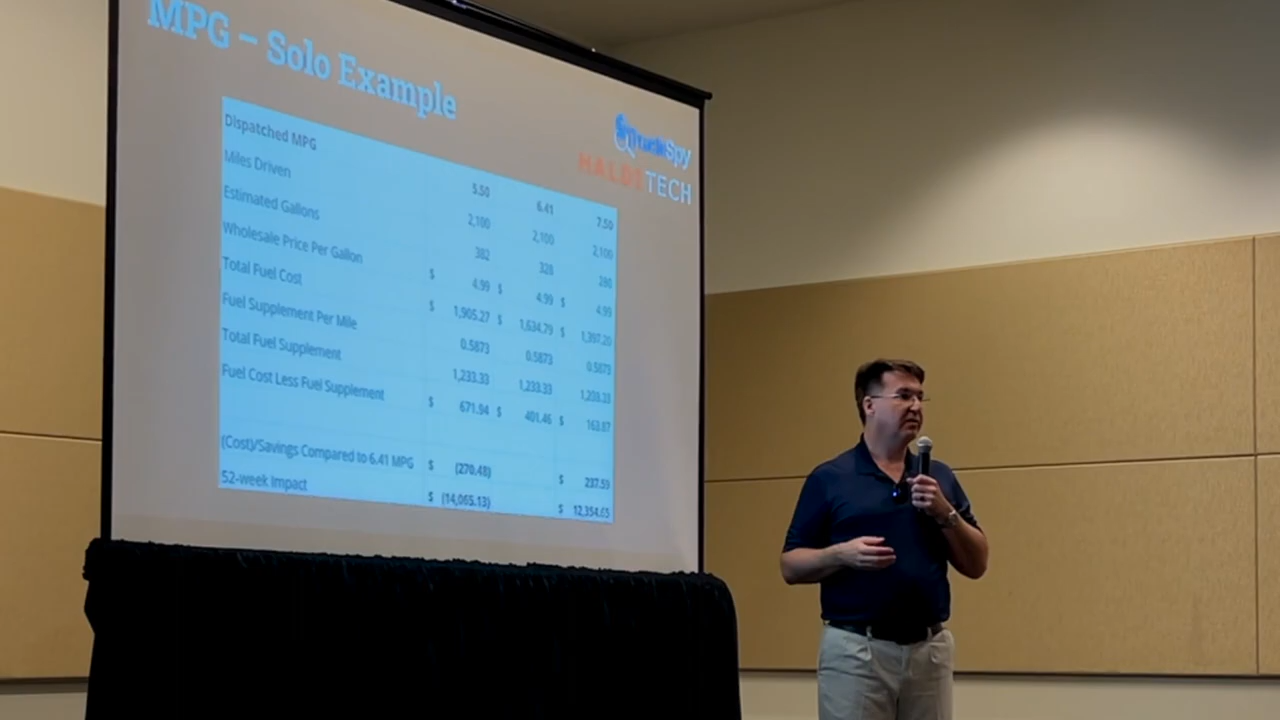 MPG – Solo Example
Spy
HALDI TECH
Dispatched MPG 5.50 6.41 7.50
Miles Driven 2,100 2,100 2,100
Estimated Gallons 382 328 280
Wholesale Price Per Gallon $ 4.99 $ 4.99 $ 4.99
Total Fuel Cost $ 1,905.27 $ 1,634.79 $ 1,397.20
Fuel Supplement Per Mile 0.5873 0.5873 0.5873
Total Fuel Supplement 1,233.33 1,233.33 1,233.33
Fuel Cost Less Fuel Supplement $ 671.94 $ 401.46 $ 163.87
(Cost)/Savings Compared to 6.41 MPG $ (270.48) $ 237.59
52-week Impact $ (14,065.13) $ 12,354.65